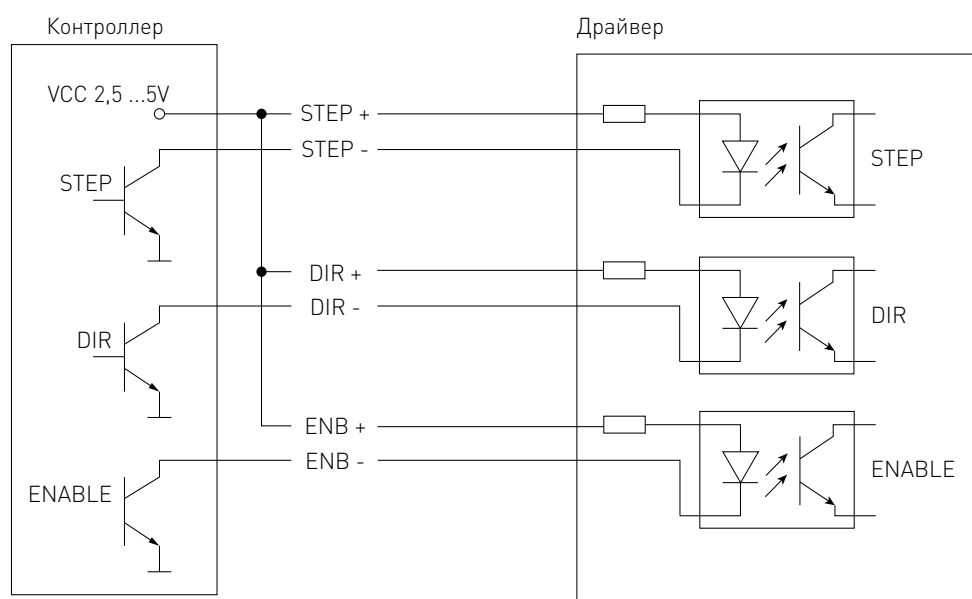 Контроллер
Драйвер
VCC 2,5 ...5V
STEP +
STEP -
STEP
STEP
DIR +
DIR -
DIR
DIR
ENB +
ENB -
ENABLE
ENABLE